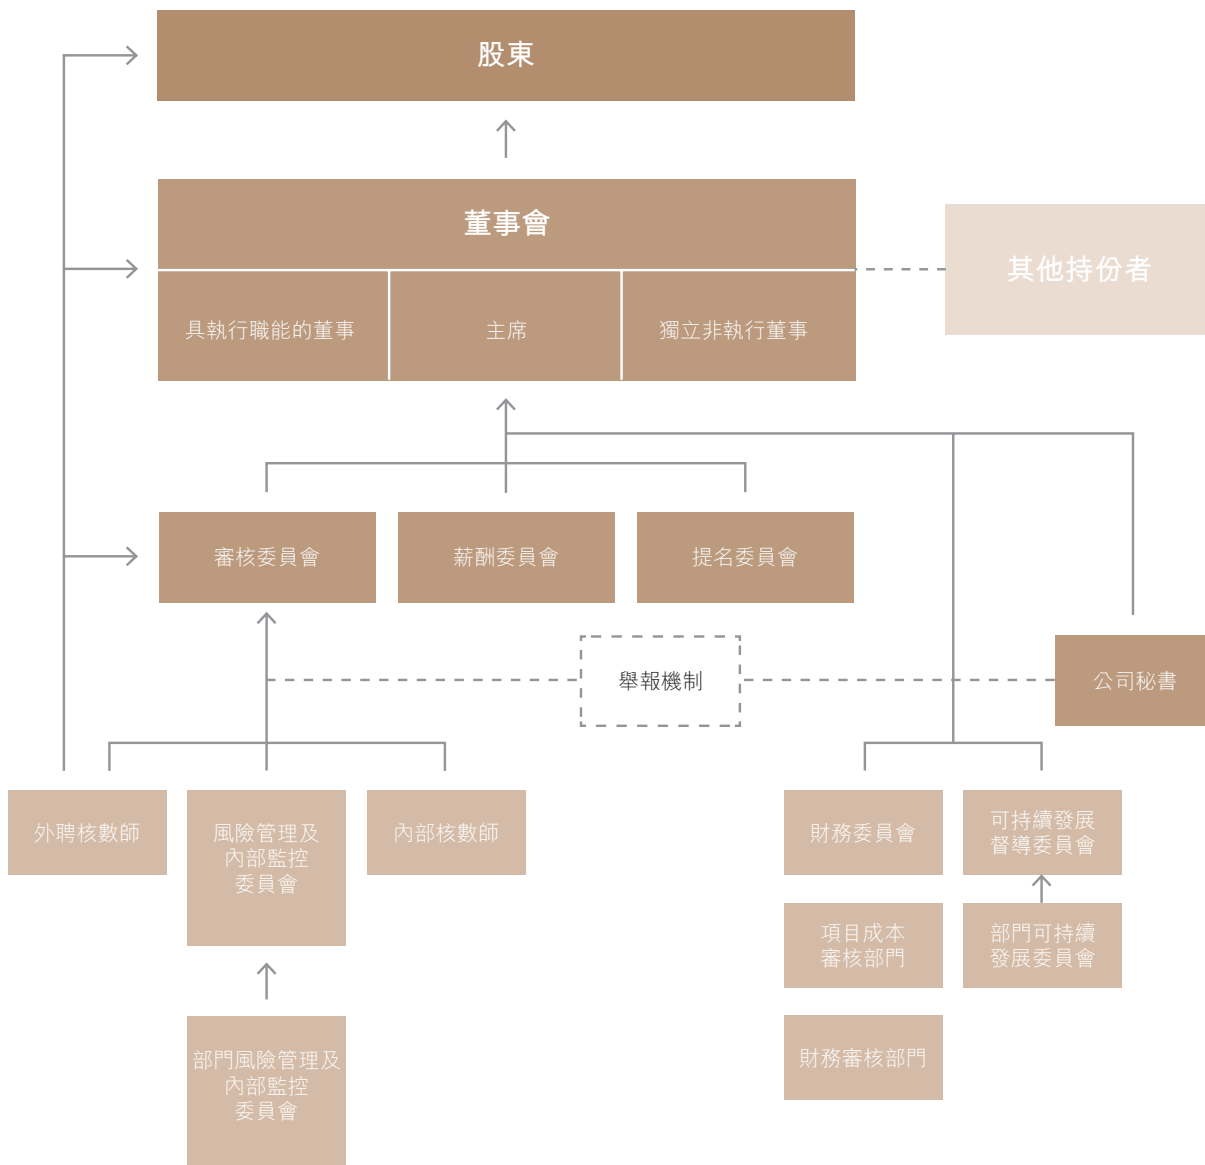 股東
董事會
其他持份者
具執行職能的董事
主席
獨立非執行董事
審核委員會
薪酬委員會
提名委員會
舉報機制
公司秘書
外聘核數師
風險管理及
內部監控
委員會
內部核數師
財務委員會
可持續發展
督導委員會
項目成本
審核部門
部門可持續
發展委員會
部門風險管理及
內部監控
委員會
財務審核部門